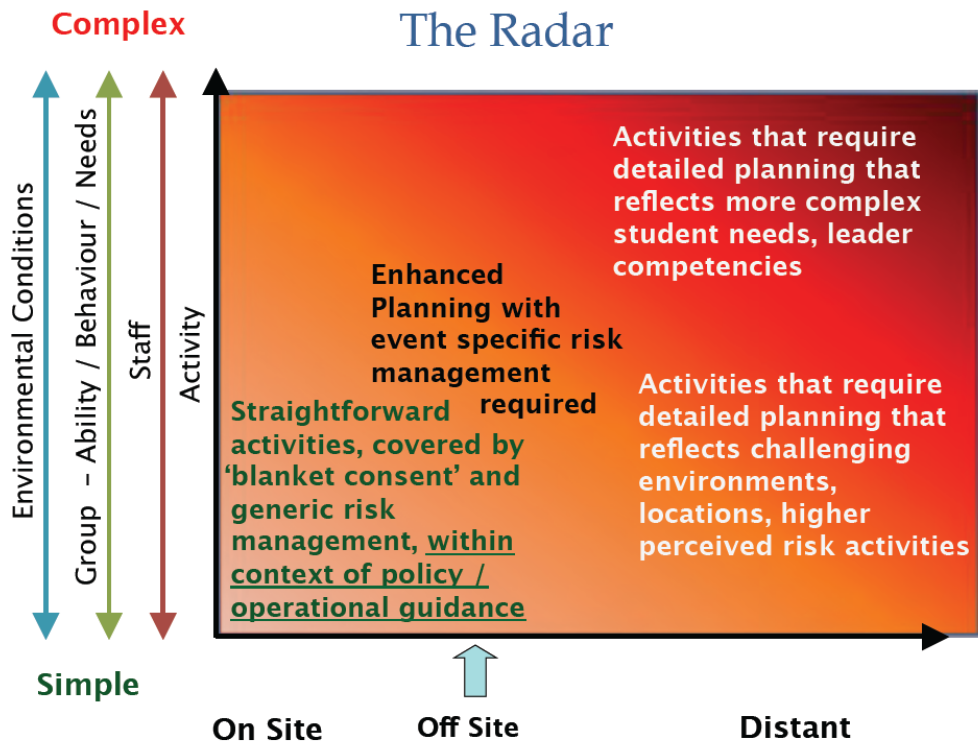 Complex
The Radar
Environmental Conditions
Group – Ability / Behaviour / Needs
Staff
Activity
Activities that require
detailed planning that
reflects more complex
student needs, leader
competencies
Enhanced
Planning with
event specific risk
management
required
Straightforward
activities, covered by
‘blanket consent’ and
generic risk
management, within
context of policy /
operational guidance
Activities that require
detailed planning that
reflects challenging
environments,
locations, higher
perceived risk activities
Simple
On Site
Off Site
Distant